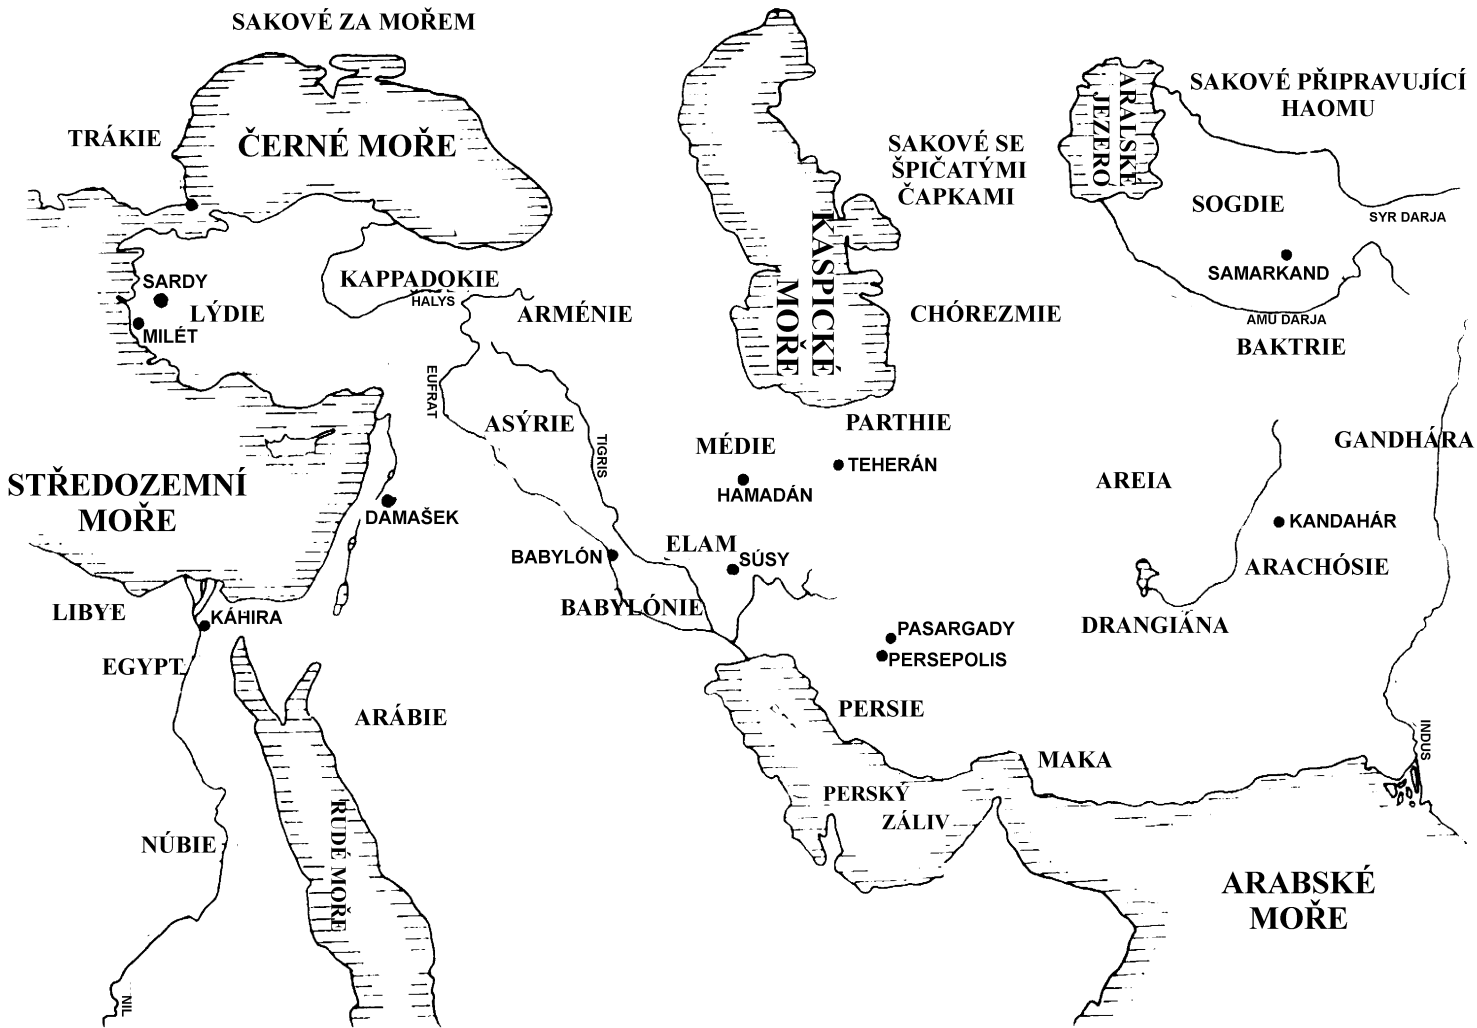 SAKOVÉ ZA MOŘEM
TRÁKIE
ČERNÉ MOŘE
SAKOVÉ SE
ŠPIČATÝMI
ČAPKAMI
ARALSKÉ
JEZERO
SAKOVÉ PŘIPRAVUJÍCÍ
HAOMU
SOGDIE
SYR DARJA
SAMARKAND
AMU DARJA
BAKTRIE
KASPICKÉ
MOŘE
CHÓREZMIE
KAPPADOKIE
HALYS
ARMÉNIE
SARDY
LÝDIE
MILÉT
EUFRAT
ASÝRIE
TIGRIS
MÉDIE
HAMADÁN
PARTHIE
TEHERÁN
AREIA
GANDHÁRA
KANDAHÁR
ARACHÓSIE
DRANGIÁNA
STŘEDOZEMNÍ
MOŘE
DAMAŠEK
BABYLÓN
ELAM
SÚSY
BABYLÓNIE
LIBYE
KÁHIRA
EGYPT
ARÁBIE
PASARGADY
PERSEPOLIS
PERSIE
MAKA
INDUS
PERSKÝ
ZÁLIV
NÚBIE
RUDÉ MOŘE
ARABSKÉ
MOŘE
NIL